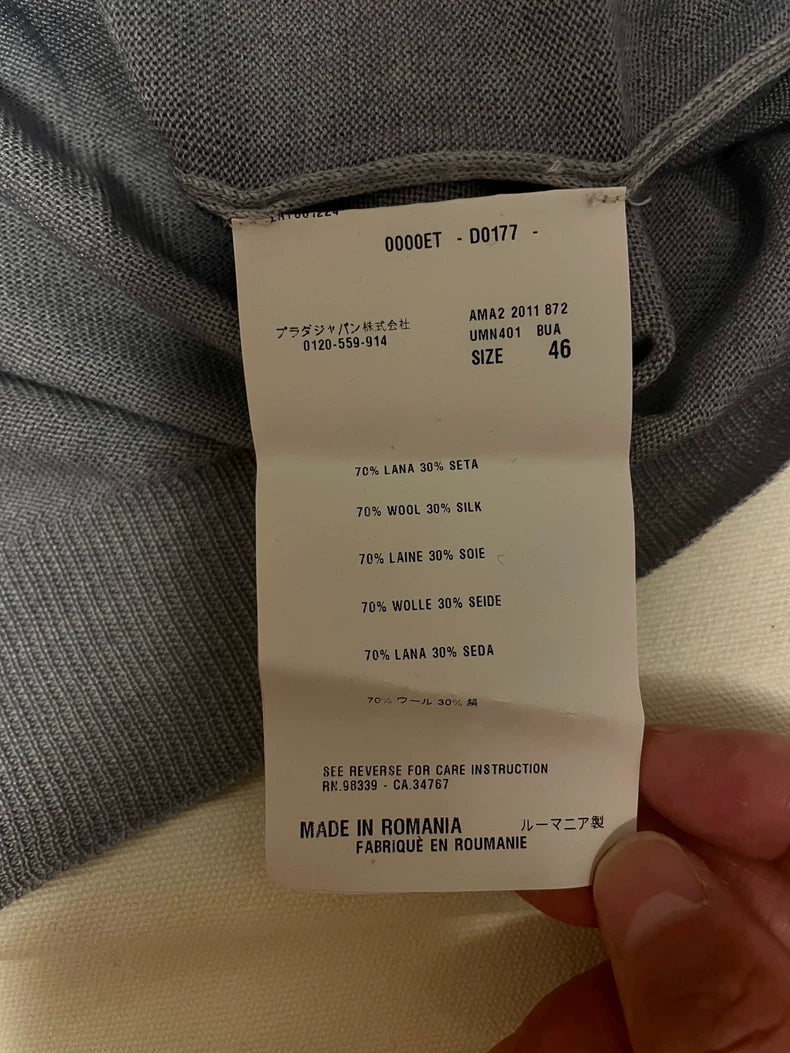 0000ET - D0177 -
プラダジャパン株式会社
0120-559-914
AMA2 2011 872
UMN401 BUA
SIZE 46
70% LANA 30% SETA
70% WOOL 30% SILK
70% LAINE 30% SOIE
70% WOLLE 30% SEIDE
70% LANA 30% SEDA
70% ウール 30% 絹
SEE REVERSE FOR CARE INSTRUCTION
RN.98339 - CA.34767
MADE IN ROMANIA
ルーマニア製
FABRIQUÈ EN ROUMANIE